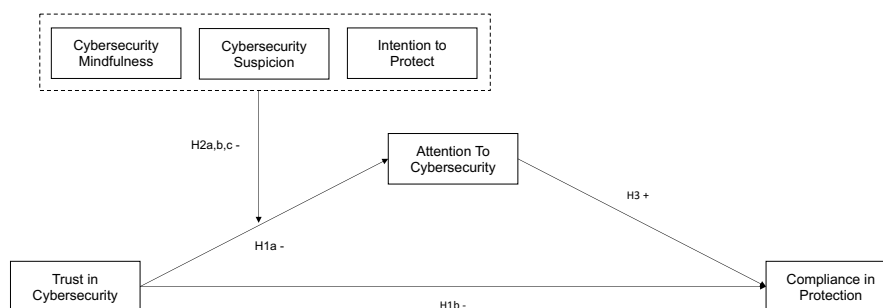 Cybersecurity
Mindfulness
Cybersecurity
Suspicion
Intention to
Protect
H2a,b,c -
Attention To
Cybersecurity
H3 +
H1a -
Trust in
Cybersecurity
Compliance in
Protection
H1b -